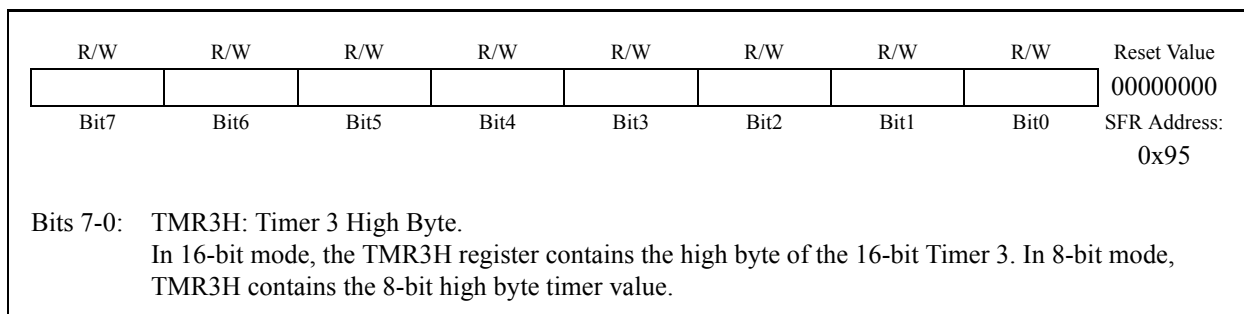 R/W R/W R/W R/W R/W R/W R/W R/W Reset Value
00000000
Bit7 Bit6 Bit5 Bit4 Bit3 Bit2 Bit1 Bit0 SFR Address:
0x95
Bits 7-0: TMR3H: Timer 3 High Byte.
In 16-bit mode, the TMR3H register contains the high byte of the 16-bit Timer 3. In 8-bit mode,
TMR3H contains the 8-bit high byte timer value.